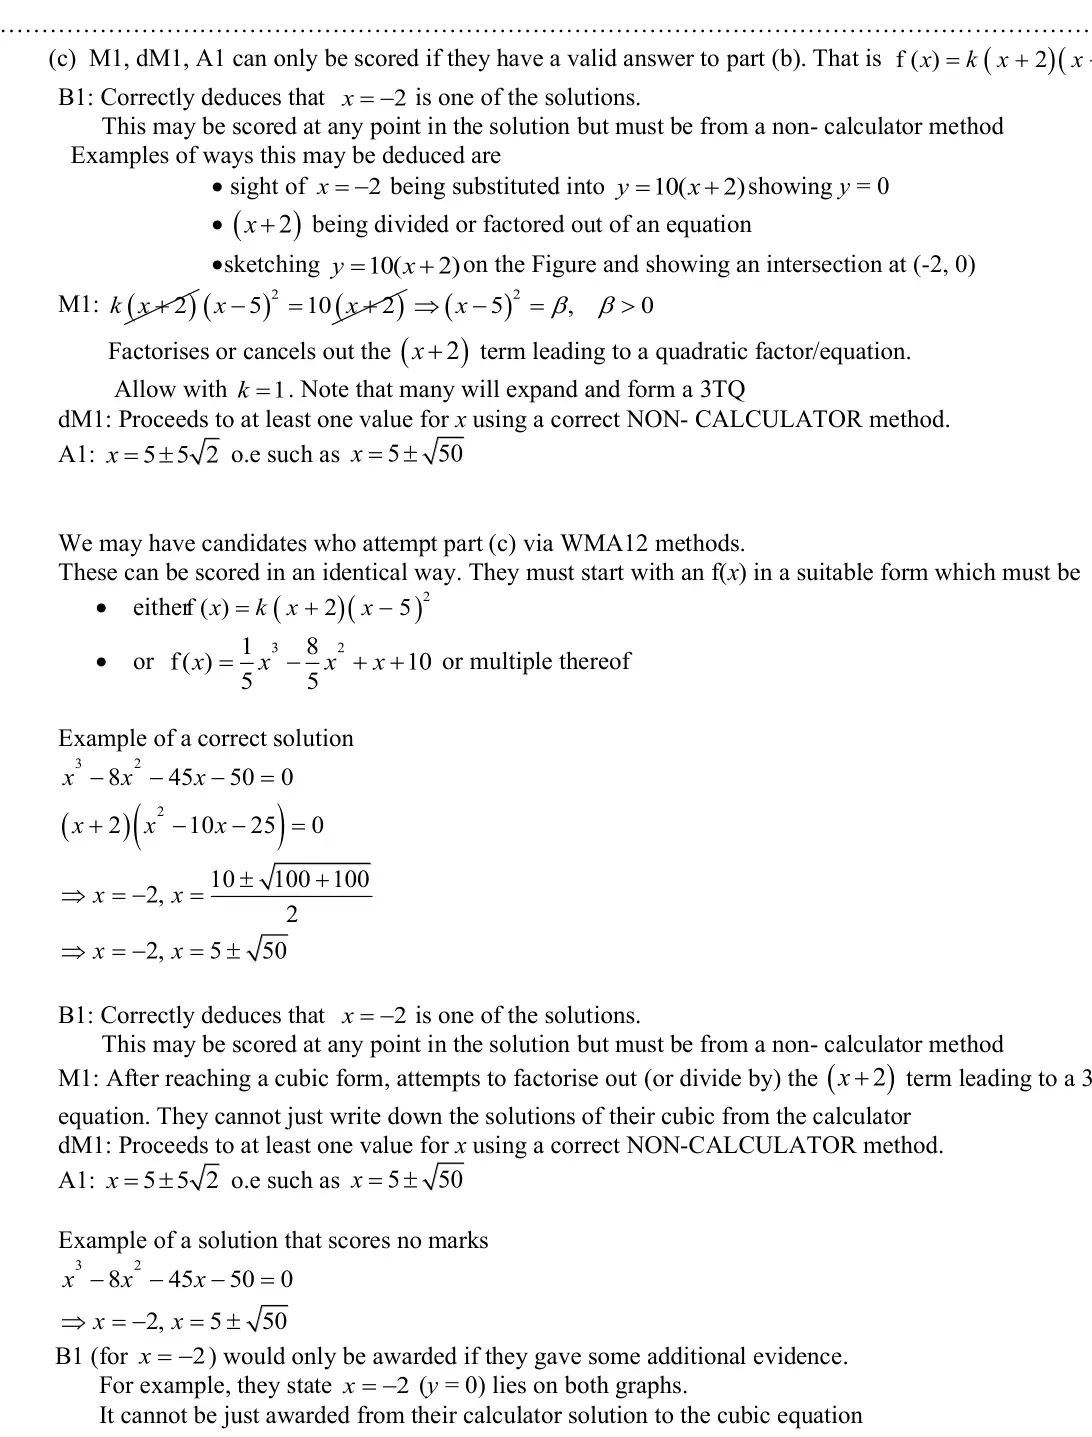 (c) M1, dM1, A1 can only be scored if they have a valid answer to part (b). That is f (x) = k ( x + 2)( x
B1: Correctly deduces that x = −2 is one of the solutions.
This may be scored at any point in the solution but must be from a non- calculator method
Examples of ways this may be deduced are
• sight of x = −2 being substituted into y = 10(x + 2) showing y = 0
• (x + 2) being divided or factored out of an equation
•sketching y = 10(x + 2) on the Figure and showing an intersection at (-2, 0)
M1: k (x + 2) (x − 5)² = 10 (x + 2) ⇒ (x − 5)² = β, β > 0
Factorises or cancels out the (x + 2) term leading to a quadratic factor/equation.
Allow with k = 1. Note that many will expand and form a 3TQ
dM1: Proceeds to at least one value for x using a correct NON- CALCULATOR method.
A1: x = 5 ± 5√2 o.e such as x = 5 ± √50
We may have candidates who attempt part (c) via WMA12 methods.
These can be scored in an identical way. They must start with an f(x) in a suitable form which must be
• either f (x) = k ( x + 2)( x − 5)²
• or f(x) = 1/5 x³ − 8/5 x² + x + 10 or multiple thereof
Example of a correct solution
x³ − 8x² − 45x − 50 = 0
(x + 2)(x² − 10x − 25) = 0
⇒ x = −2, x = (10 ± √(100 + 100))/2
⇒ x = −2, x = 5 ± √50
B1: Correctly deduces that x = −2 is one of the solutions.
This may be scored at any point in the solution but must be from a non- calculator method
M1: After reaching a cubic form, attempts to factorise out (or divide by) the (x + 2) term leading to a 3
equation. They cannot just write down the solutions of their cubic from the calculator
dM1: Proceeds to at least one value for x using a correct NON-CALCULATOR method.
A1: x = 5 ± 5√2 o.e such as x = 5 ± √50
Example of a solution that scores no marks
x³ − 8x² − 45x − 50 = 0
⇒ x = −2, x = 5 ± √50
B1 (for x = −2) would only be awarded if they gave some additional evidence.
For example, they state x = −2 (y = 0) lies on both graphs.
It cannot be just awarded from their calculator solution to the cubic equation